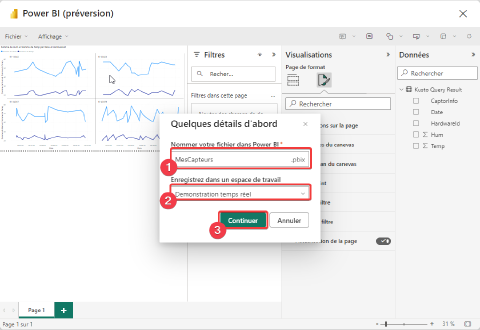 Power BI (préversion)
Fichier
Affichage
Filtres
Recher...
Filtres dans cette page
Visualisations
Page de format
Rechercher
Données
Rechercher
Kusto Query Result
CaptorInfo
Date
HardwareId
Hum
Temp
Quelques détails d'abord
Nommer votre fichier dans Power BI *
1
MesCapteurs
.pbix
Enregistrez dans un espace de travail
2
Demonstration temps réel
3
Continuer
Annuler
ons sur la page
du canevas
du canevas
filtre
de la page
Page 1
Page 1 sur 1
31 %